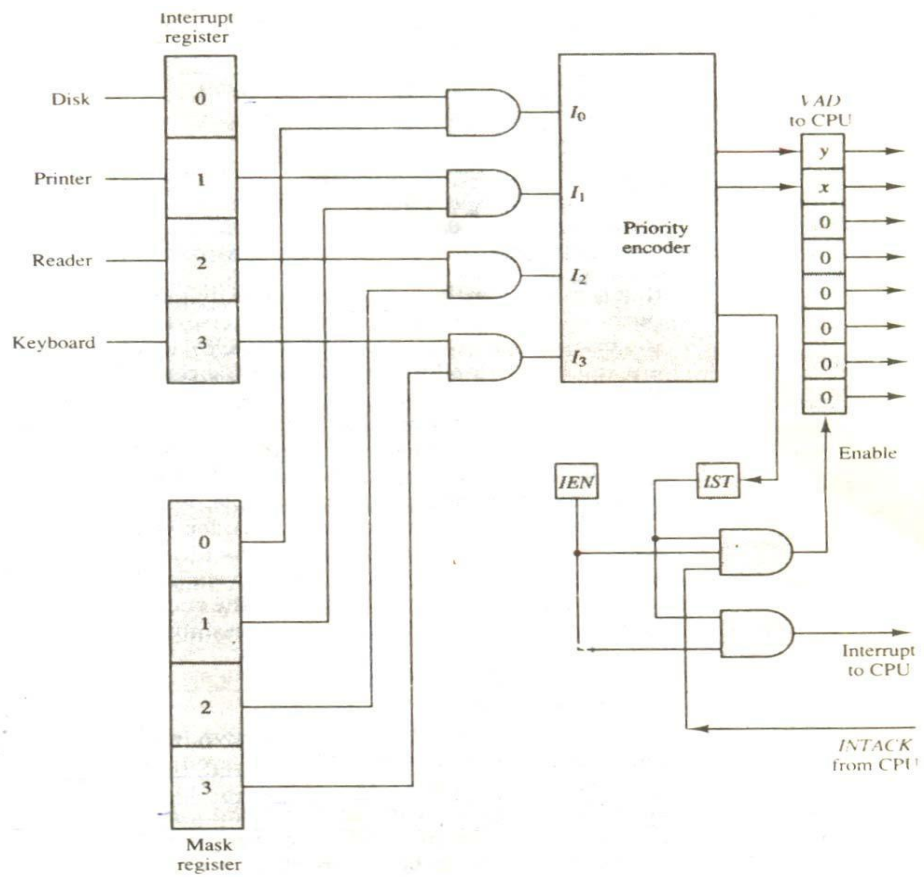 Interrupt
register
Disk
0
Printer
1
Reader
2
Keyboard
3
I0
I1
I2
I3
Priority
encoder
VAD
to CPU
y
x
0
0
0
0
0
0
Enable
IEN
IST
Interrupt
to CPU
INTACK
from CPU
0
1
2
3
Mask
register